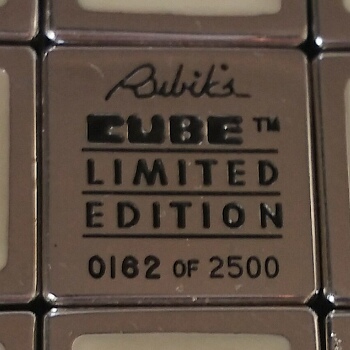 Rubik's
CUBE™
LIMITED
EDITION
0162 OF 2500